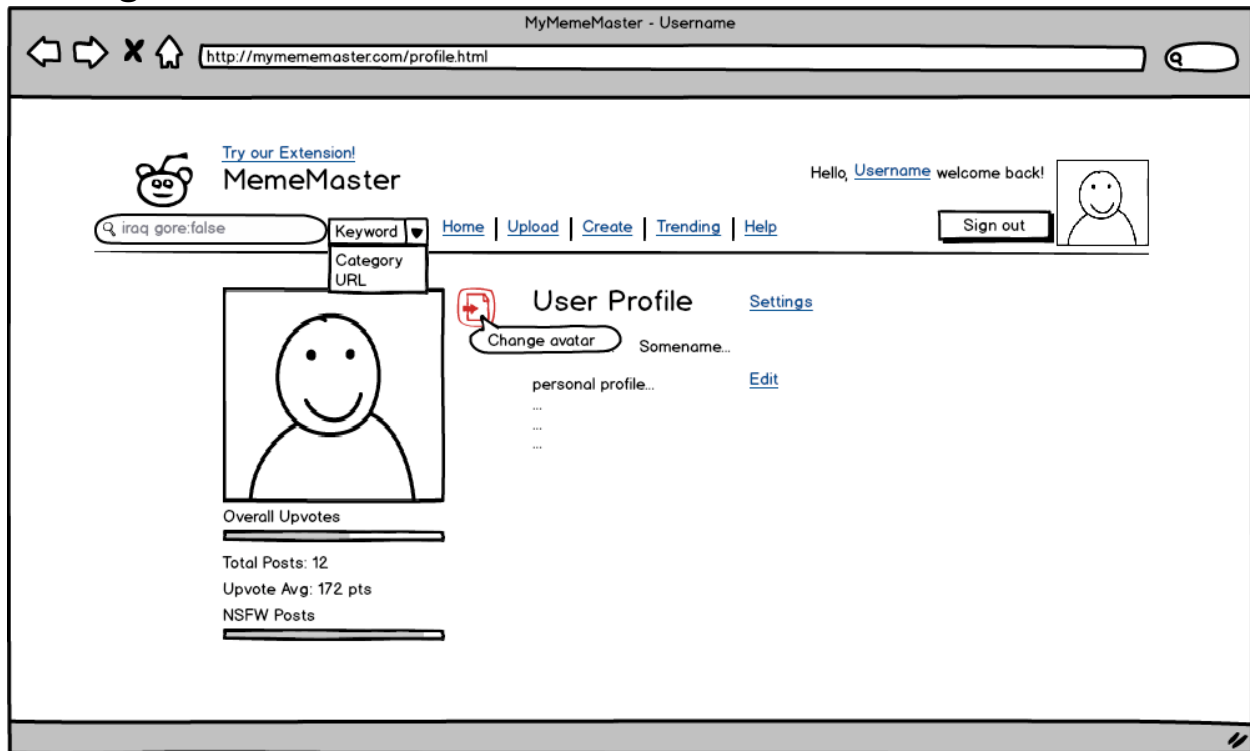 MyMemeMaster - Username
http://mymememaster.com/profile.html
Try our Extension!
MemeMaster
Hello, Username welcome back!
iraq gore:false
Keyword
Home | Upload | Create | Trending | Help
Sign out
Category
URL
User Profile
Settings
Change avatar
Somename...
personal profile...
Edit
...
...
...
Overall Upvotes
Total Posts: 12
Upvote Avg: 172 pts
NSFW Posts